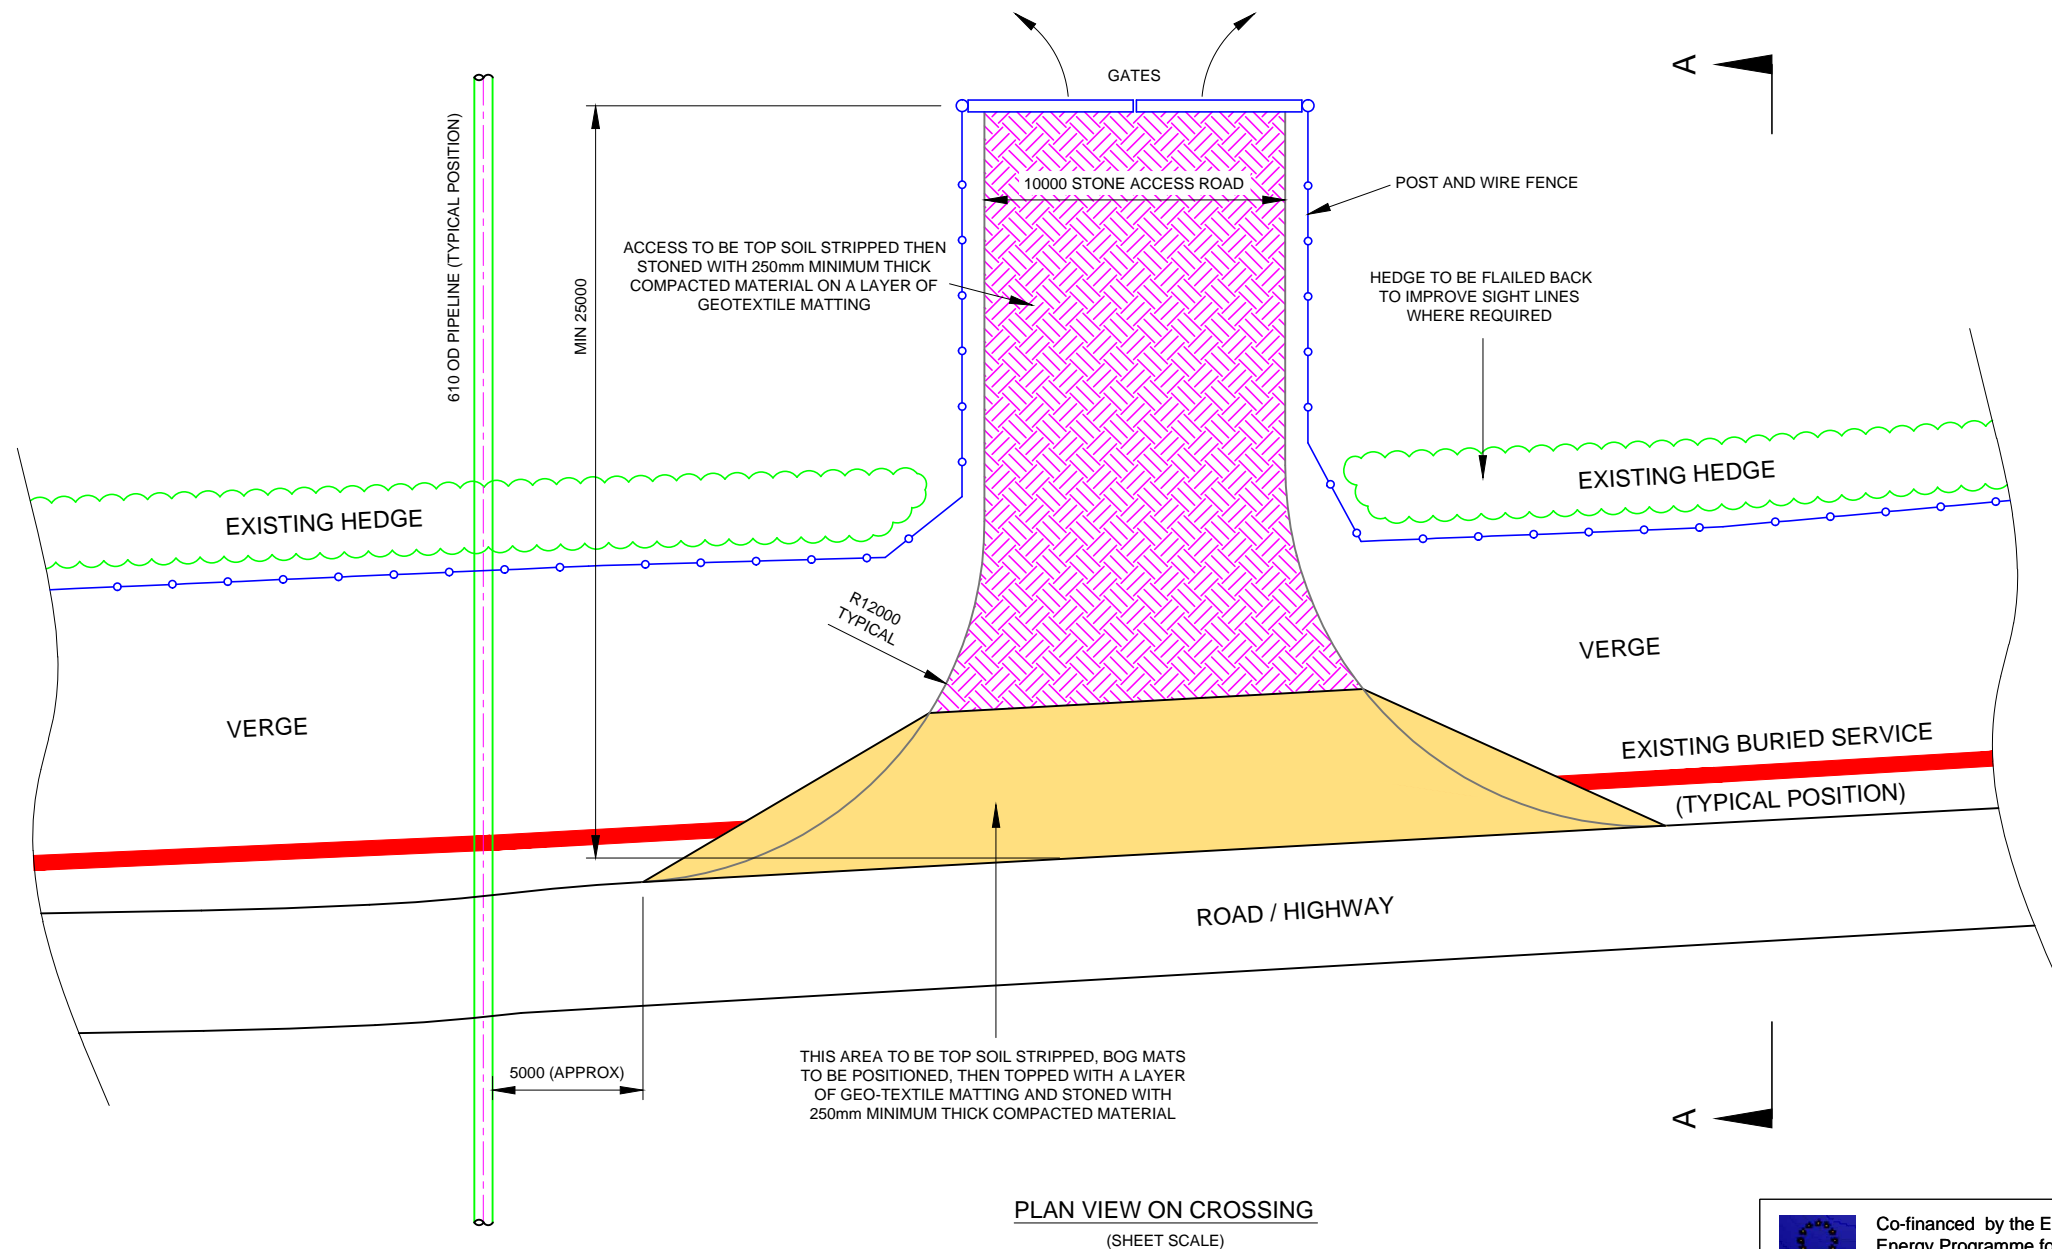 GATES
A
610 OD PIPELINE (TYPICAL POSITION)
MIN 25000
10000 STONE ACCESS ROAD
POST AND WIRE FENCE
ACCESS TO BE TOP SOIL STRIPPED THEN
STONED WITH 250mm MINIMUM THICK
COMPACTED MATERIAL ON A LAYER OF
GEOTEXTILE MATTING
HEDGE TO BE FLAILED BACK
TO IMPROVE SIGHT LINES
WHERE REQUIRED
EXISTING HEDGE
EXISTING HEDGE
R12000
TYPICAL
VERGE
VERGE
EXISTING BURIED SERVICE
(TYPICAL POSITION)
ROAD / HIGHWAY
5000 (APPROX)
THIS AREA TO BE TOP SOIL STRIPPED, BOG MATS
TO BE POSITIONED, THEN TOPPED WITH A LAYER
OF GEO-TEXTILE MATTING AND STONED WITH
250mm MINIMUM THICK COMPACTED MATERIAL
A
PLAN VIEW ON CROSSING
(SHEET SCALE)
Co-financed by the E
Energy Programme fo